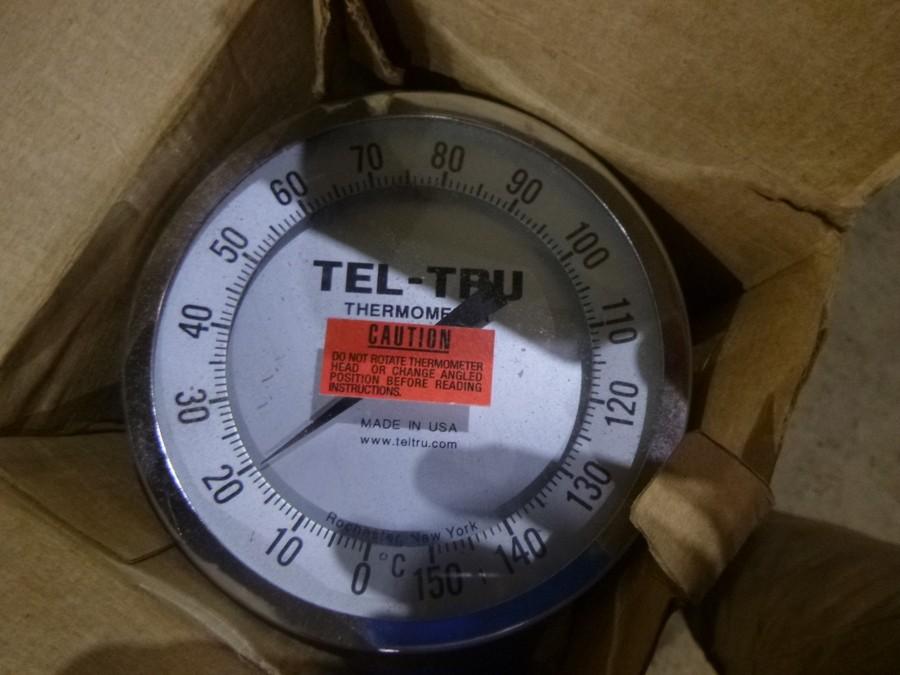 70 80
60 90
50 100
40 110
30 120
20 130
10 140
0 °C 150
TEL-TRU
THERMOME
CAUTION
DO NOT ROTATE THERMOMETER
HEAD OR CHANGE ANGLED
POSITION BEFORE READING
INSTRUCTIONS.
MADE IN USA
www.teltru.com
Rochester, New York